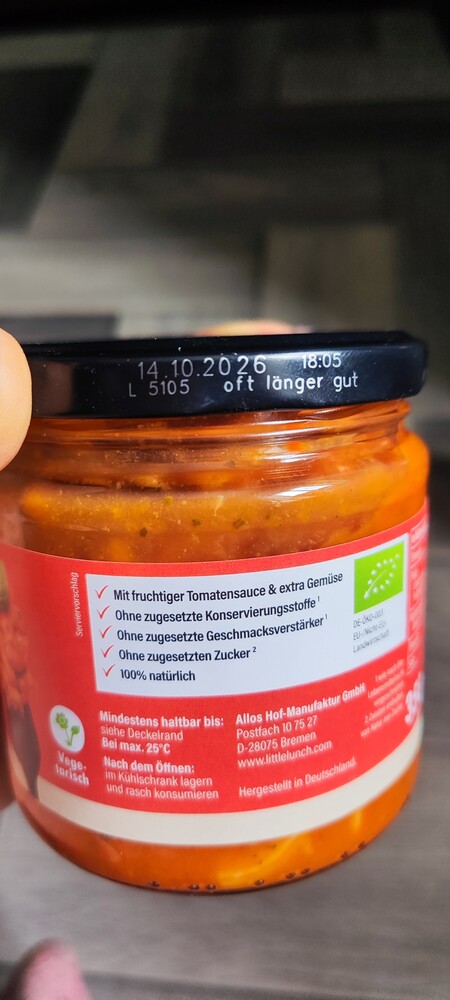 14.10.2026 18:05
L 5105 oft länger gut
Serviervorschlag
Mit fruchtiger Tomatensauce & extra Gemüse
Ohne zugesetzte Konservierungsstoffe ¹
Ohne zugesetzte Geschmacksverstärker ¹
Ohne zugesetzten Zucker ²
100% natürlich
DE-ÖKO-001
EU-/Nicht-EU-
Landwirtschaft
Vege-
tarisch
Mindestens haltbar bis:
siehe Deckelrand
Bei max. 25°C
Nach dem Öffnen:
im Kühlschrank lagern
und rasch konsumieren
Allos Hof-Manufaktur GmbH
Postfach 10 75 27
D-28075 Bremen
www.littlelunch.com
Hergestellt in Deutschland.